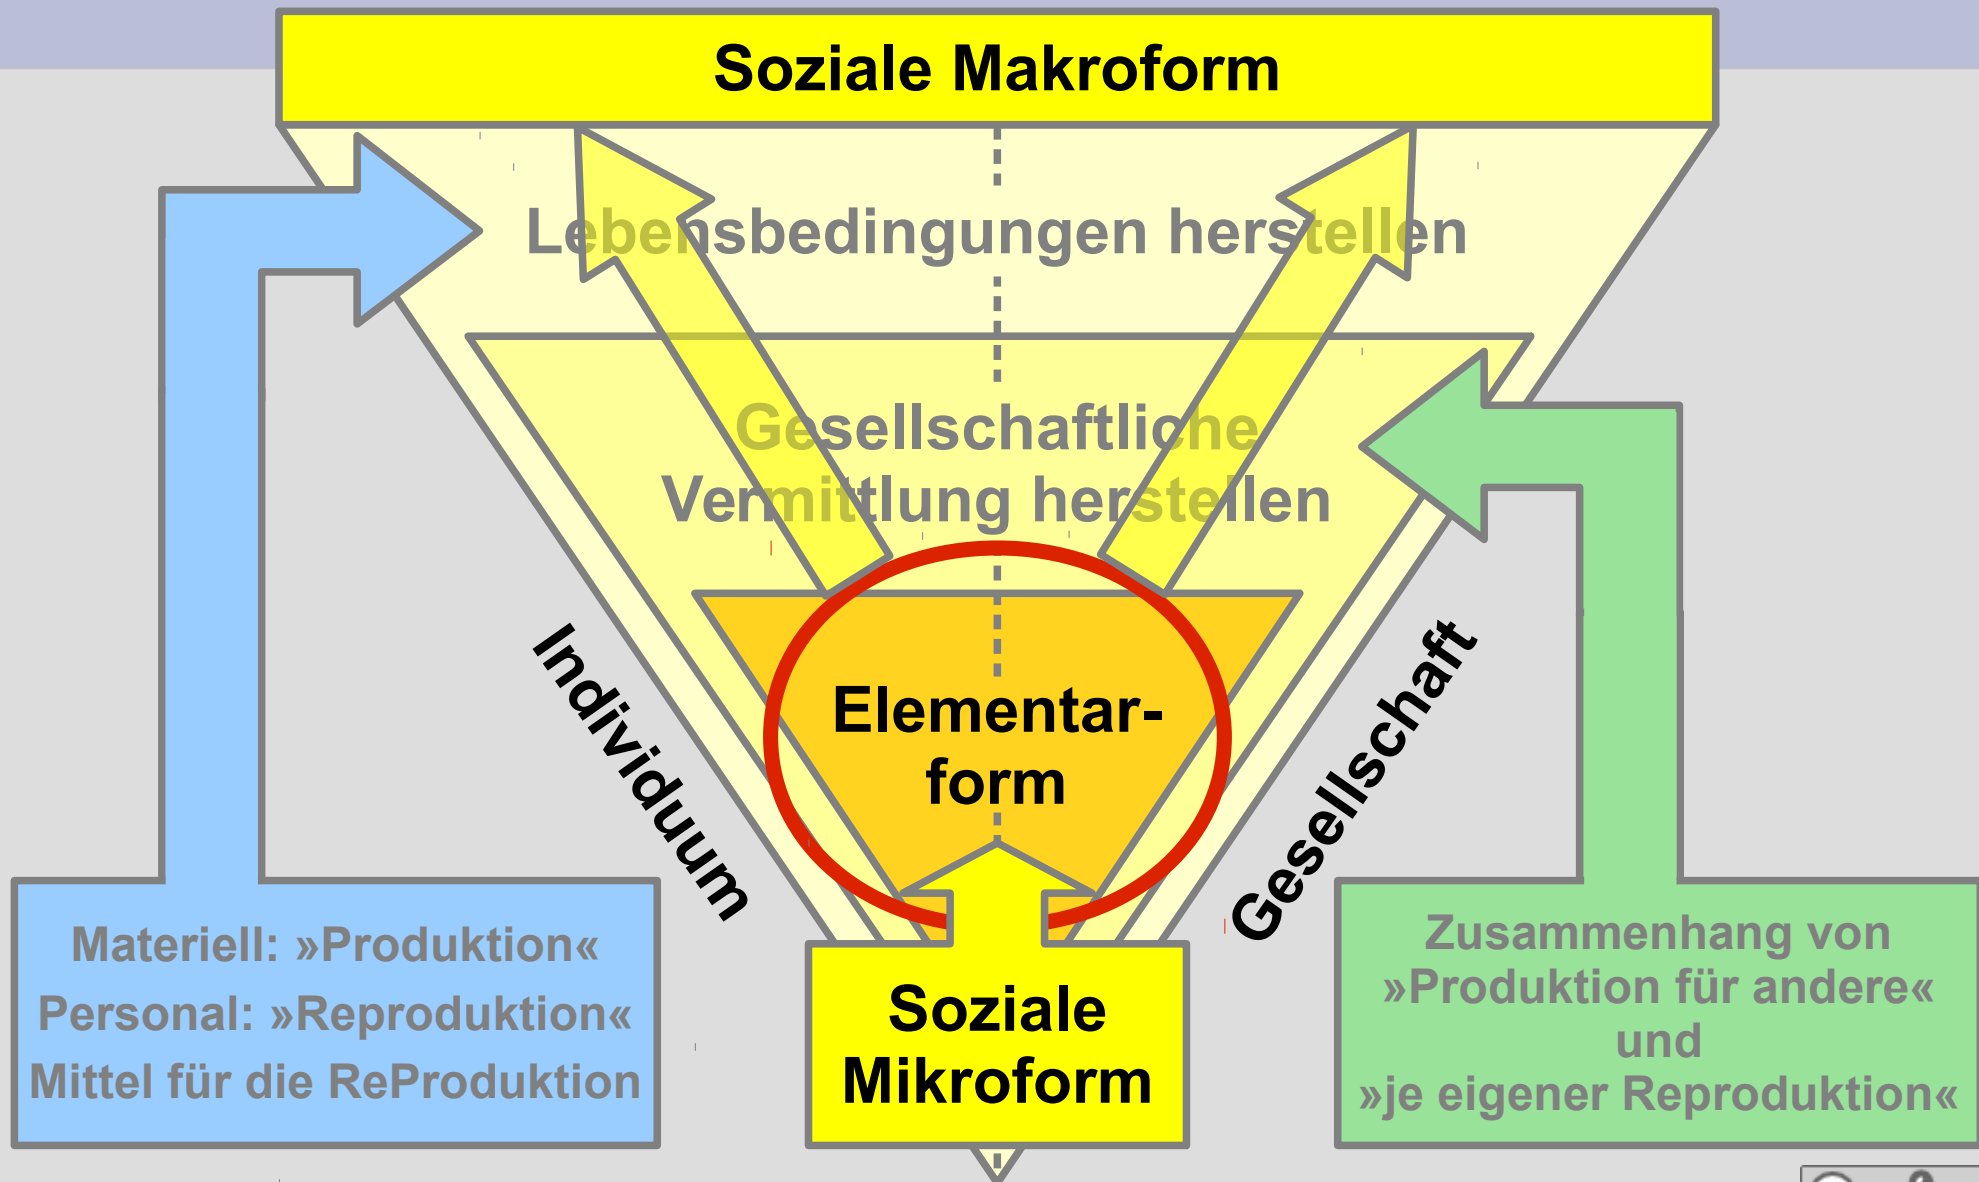 Soziale Makroform
Lebensbedingungen herstellen
Gesellschaftliche
Vermittlung herstellen
Individuum
Gesellschaft
Elementar-
form
Materiell: »Produktion«
Personal: »Reproduktion«
Mittel für die ReProduktion
Soziale
Mikroform
Zusammenhang von
»Produktion für andere«
und
»je eigener Reproduktion«